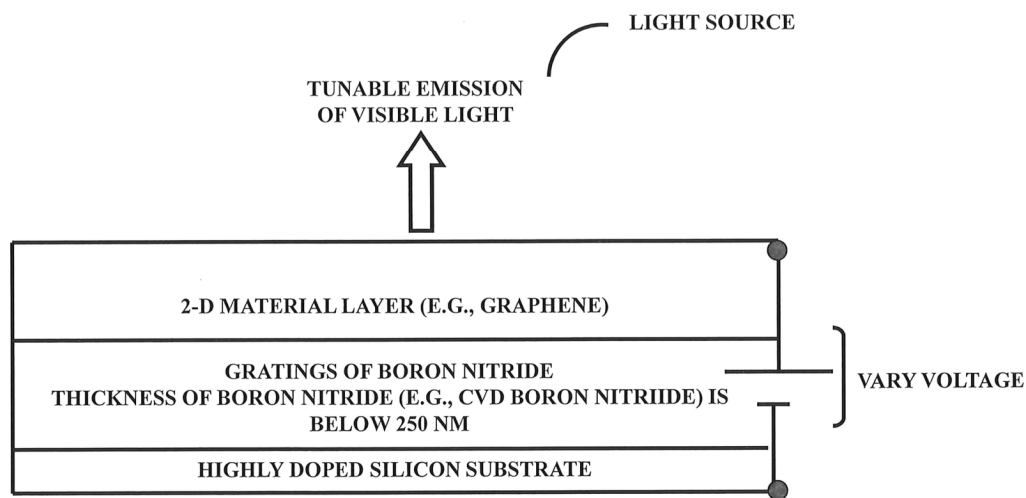 LIGHT SOURCE
TUNABLE EMISSION
OF VISIBLE LIGHT
2-D MATERIAL LAYER (E.G., GRAPHENE)
GRATINGS OF BORON NITRIDE
THICKNESS OF BORON NITRIDE (E.G., CVD BORON NITRIIDE) IS
BELOW 250 NM
VARY VOLTAGE
HIGHLY DOPED SILICON SUBSTRATE